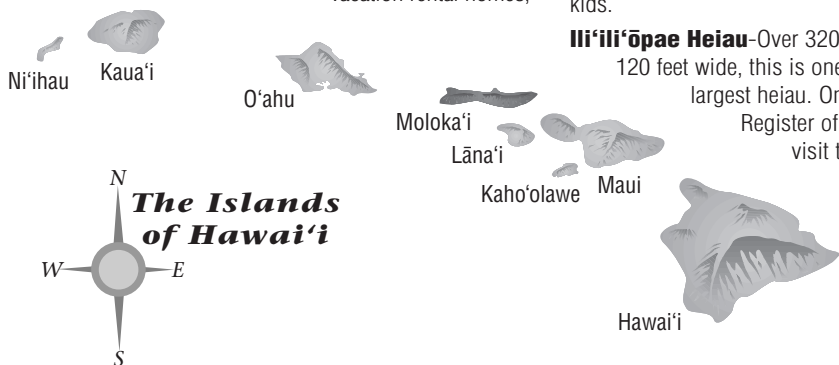 vacation rental homes,
kids.
Ili‘ili‘ōpae Heiau-Over 320
120 feet wide, this is one
largest heiau. On
Register of
visit t
Ni‘ihau
Kaua‘i
O‘ahu
Moloka‘i
Lāna‘i
Kaho‘olawe
Maui
Hawai‘i
The Islands
of Hawai‘i
N
W
E
S